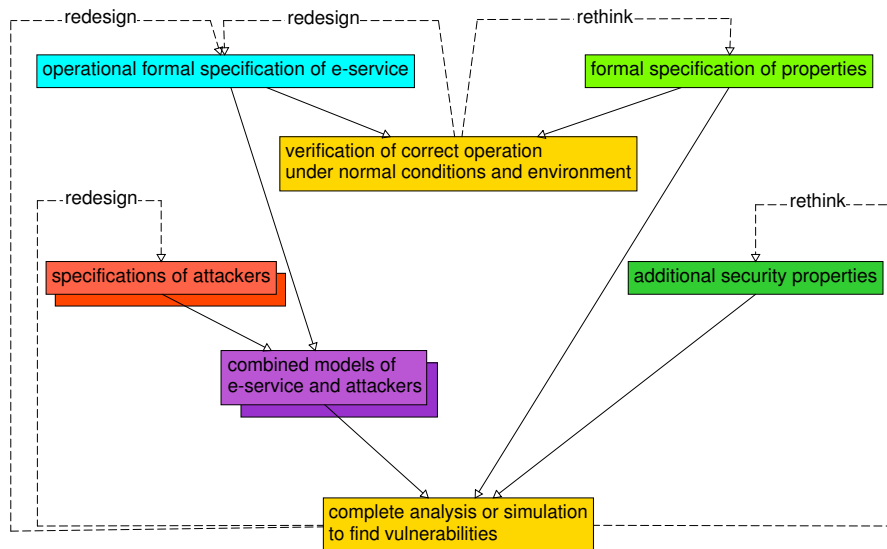 redesign
redesign
rethink
operational formal specification of e-service
formal specification of properties
verification of correct operation
under normal conditions and environment
redesign
rethink
specifications of attackers
additional security properties
combined models of
e-service and attackers
complete analysis or simulation
to find vulnerabilities